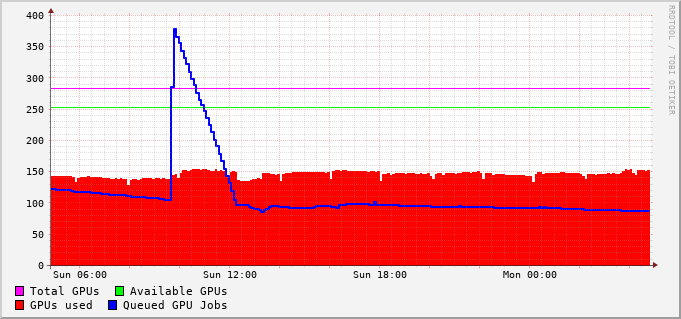 400
350
300
250
200
150
100
50
0
Sun 06:00 Sun 12:00 Sun 18:00 Mon 00:00
Total GPUs Available GPUs
GPUs used Queued GPU Jobs
RRDTOOL / TOBI OETIKER